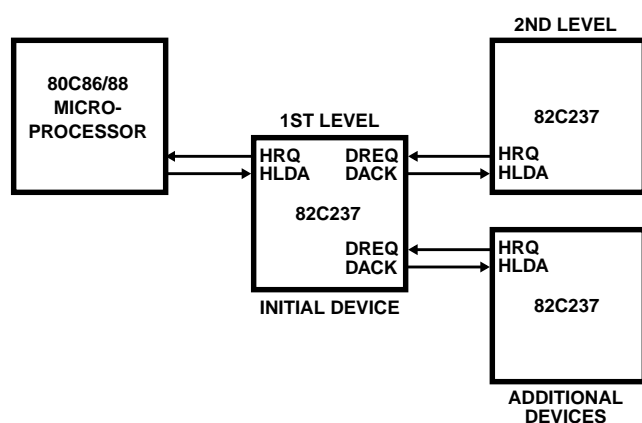 80C86/88
MICRO-
PROCESSOR
1ST LEVEL
HRQ DREQ
HLDA DACK
82C237
DREQ
DACK
INITIAL DEVICE
2ND LEVEL
82C237
HRQ
HLDA
HRQ
HLDA
82C237
ADDITIONAL
DEVICES